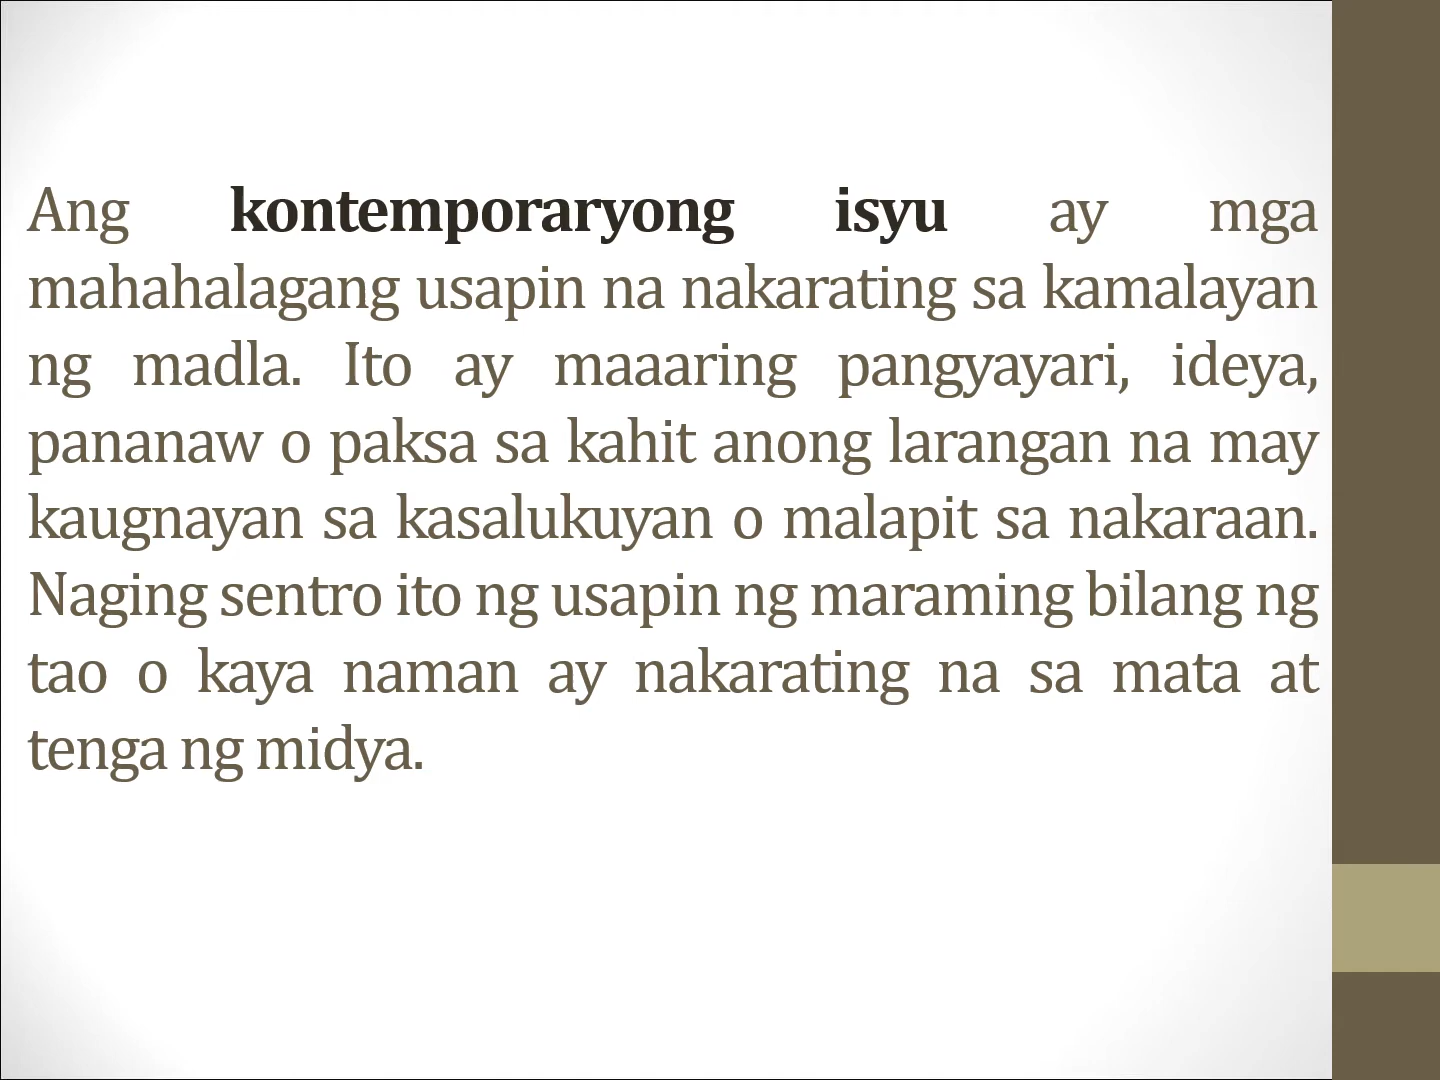 Ang kontemporaryong isyu ay mga
mahahalagang usapin na nakarating sa kamalayan
ng madla. Ito ay maaaring pangyayari, ideya,
pananaw o paksa sa kahit anong larangan na may
kaugnayan sa kasalukuyan o malapit sa nakaraan.
Naging sentro ito ng usapin ng maraming bilang ng
tao o kaya naman ay nakarating na sa mata at
tenga ng midya.